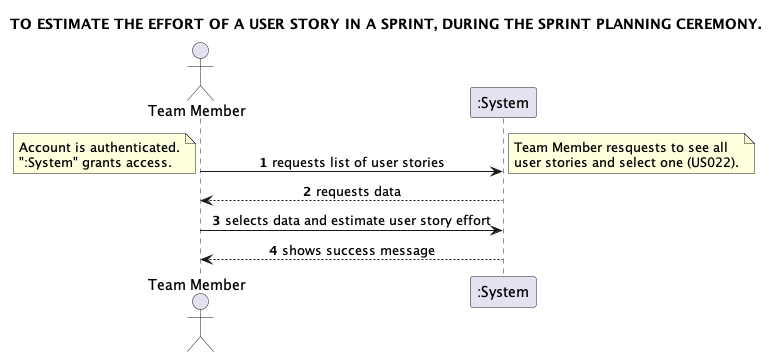 TO ESTIMATE THE EFFORT OF A USER STORY IN A SPRINT, DURING THE SPRINT PLANNING CEREMONY.
Team Member
:System
Account is authenticated.
":System" grants access.
Team Member resquests to see all
user stories and select one (US022).
1 requests list of user stories
2 requests data
3 selects data and estimate user story effort
4 shows success message
Team Member
:System